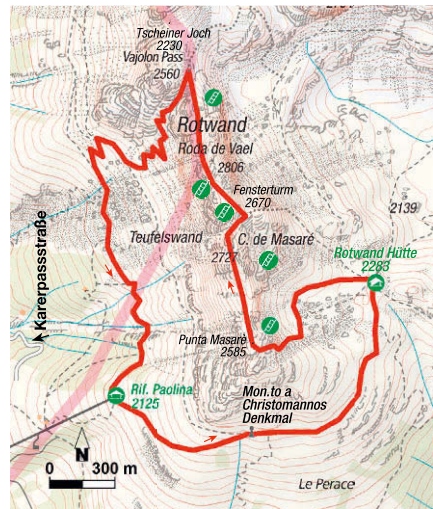 Tscheiner Joch
2230
Vajolon Pass
2560
Rotwand
Roda de Vael
2806
Fensterturm
2670
2139
Teufelswand
C. de Masaré
2727
Rotwand Hütte
2283
Karerpassstraße
Punta Masaré
2585
Rif. Paolina
2125
Mon.to a
Christomannos
Denkmal
N
0 300 m
Le Perace